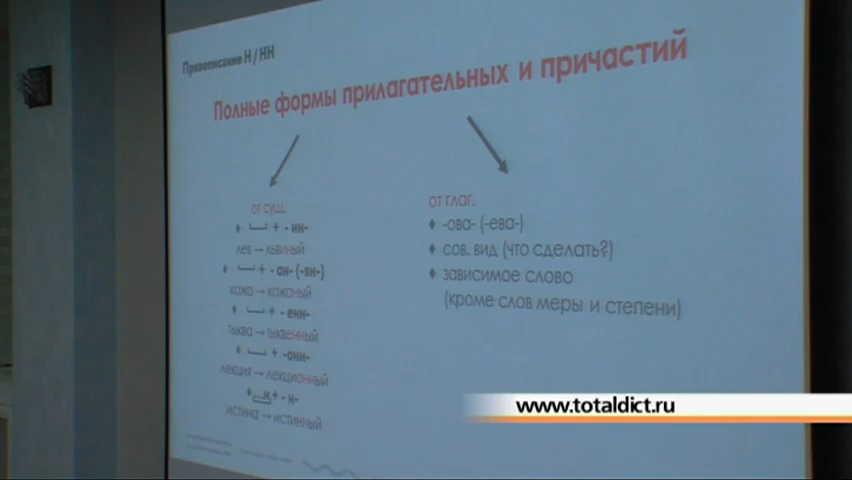 Правописание Н / НН
Полные формы прилагательных и причастий
от сущ.
+ - ин-
лев → львиный
+ - ан- (-ян-)
кожа → кожаный
+ - енн-
тыква → тыквенный
+ -онн-
лекция → лекционный
н + - н-
истина → истинный
от глаг.
♦ -ова- (-ева-)
♦ сов. вид (что сделать?)
♦ зависимое слово
(кроме слов меры и степени)
www.totaldict.ru